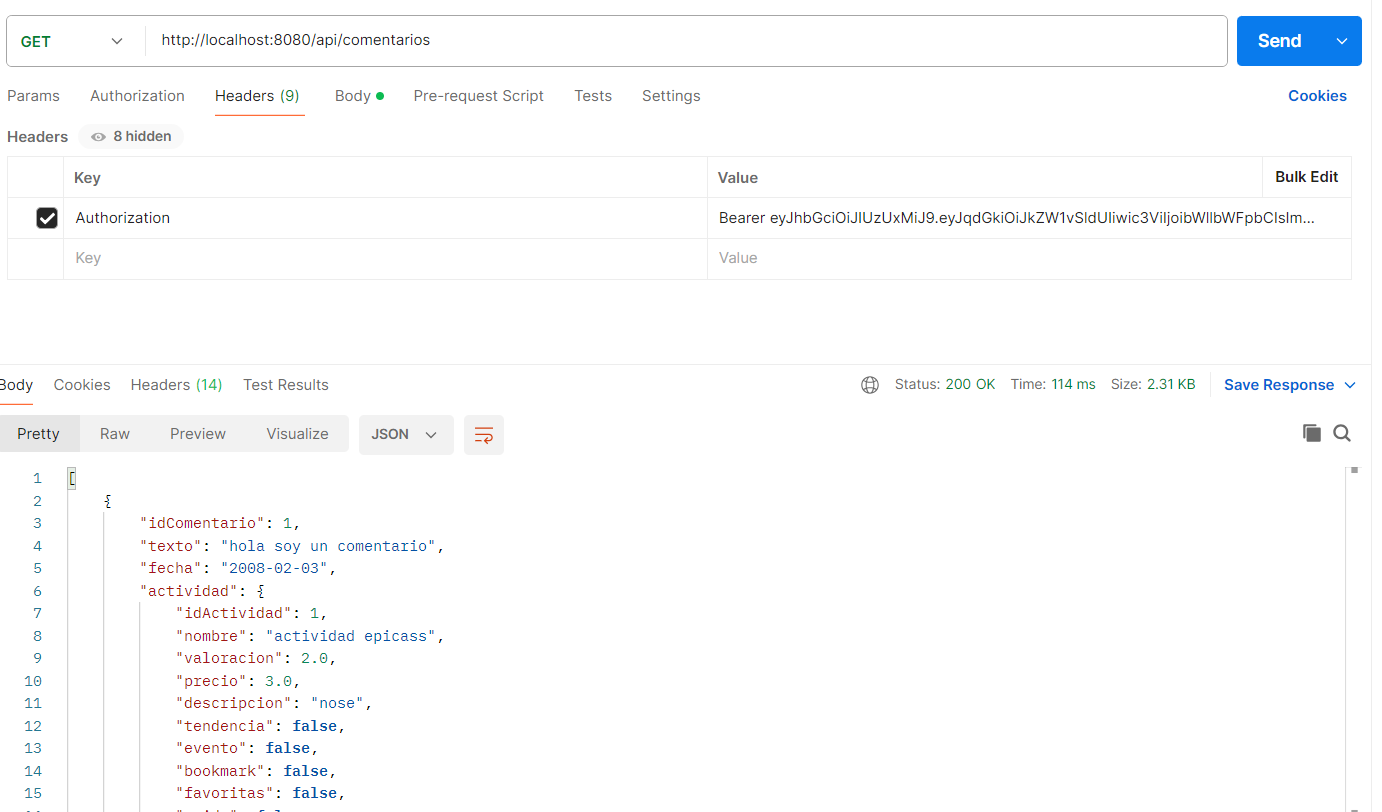 GET http://localhost:8080/api/comentarios Send
Params Authorization Headers (9) Body Pre-request Script Tests Settings Cookies
Headers 8 hidden
Key Value Bulk Edit
Authorization Bearer eyJhbGciOiJIUzUxMiJ9.eyJqdGkiOiJkZW1vSldUIiwic3ViIjoibWllbWFpbCIsIm...
Key Value
Body Cookies Headers (14) Test Results Status: 200 OK Time: 114 ms Size: 2.31 KB Save Response
Pretty Raw Preview Visualize JSON
1 [
2 {
3 "idComentario": 1,
4 "texto": "hola soy un comentario",
5 "fecha": "2008-02-03",
6 "actividad": {
7 "idActividad": 1,
8 "nombre": "actividad epicass",
9 "valoracion": 2.0,
10 "precio": 3.0,
11 "descripcion": "nose",
12 "tendencia": false,
13 "evento": false,
14 "bookmark": false,
15 "favoritas": false,